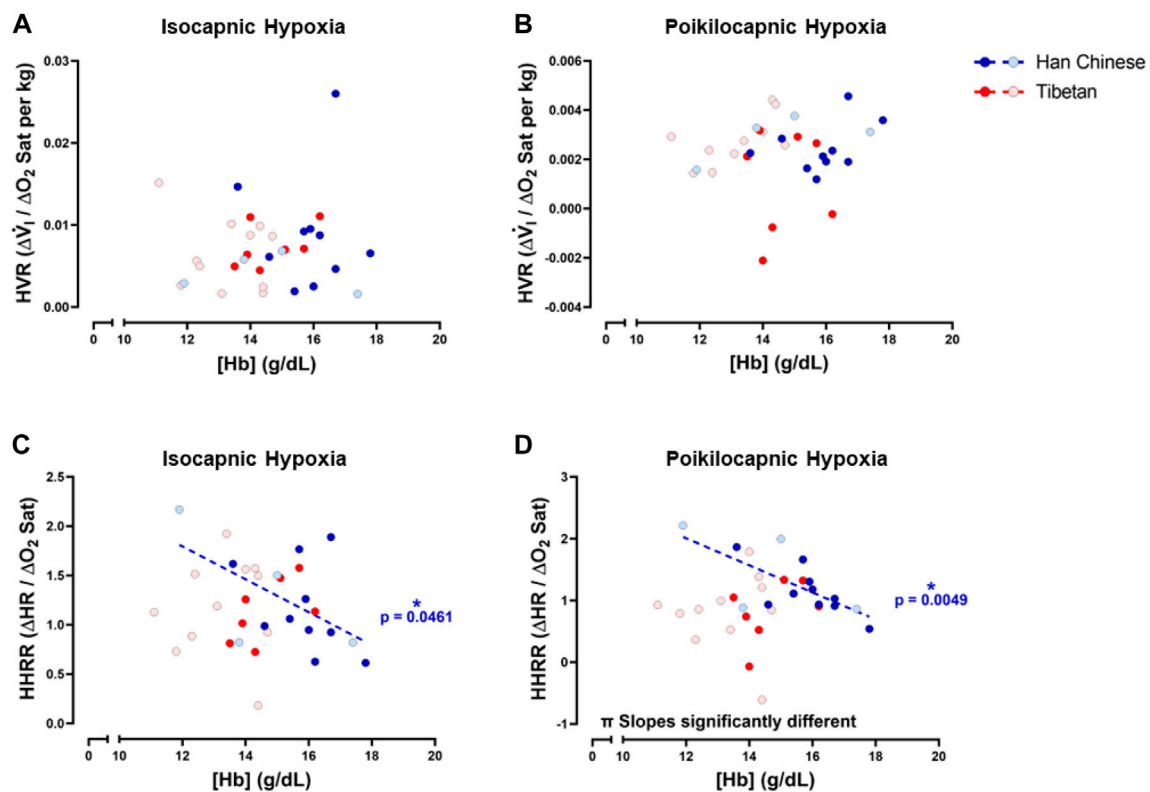 A
Isocapnic Hypoxia
HVR (ΔV̇I / ΔO2 Sat per kg)
0.03
0.02
0.01
0.00
0 10 12 14 16 18 20
[Hb] (g/dL)
B
Poikilocapnic Hypoxia
HVR (ΔV̇I / ΔO2 Sat per kg)
0.006
0.004
0.002
0.000
-0.002
-0.004
0 10 12 14 16 18 20
[Hb] (g/dL)
Han Chinese
Tibetan
C
Isocapnic Hypoxia
HHRR (ΔHR / ΔO2 Sat)
2.5
2.0
1.5
1.0
0.5
0.0
*
p = 0.0461
0 10 12 14 16 18 20
[Hb] (g/dL)
D
Poikilocapnic Hypoxia
HHRR (ΔHR / ΔO2 Sat)
3
2
1
0
-1
*
p = 0.0049
π Slopes significantly different
0 10 12 14 16 18 20
[Hb] (g/dL)